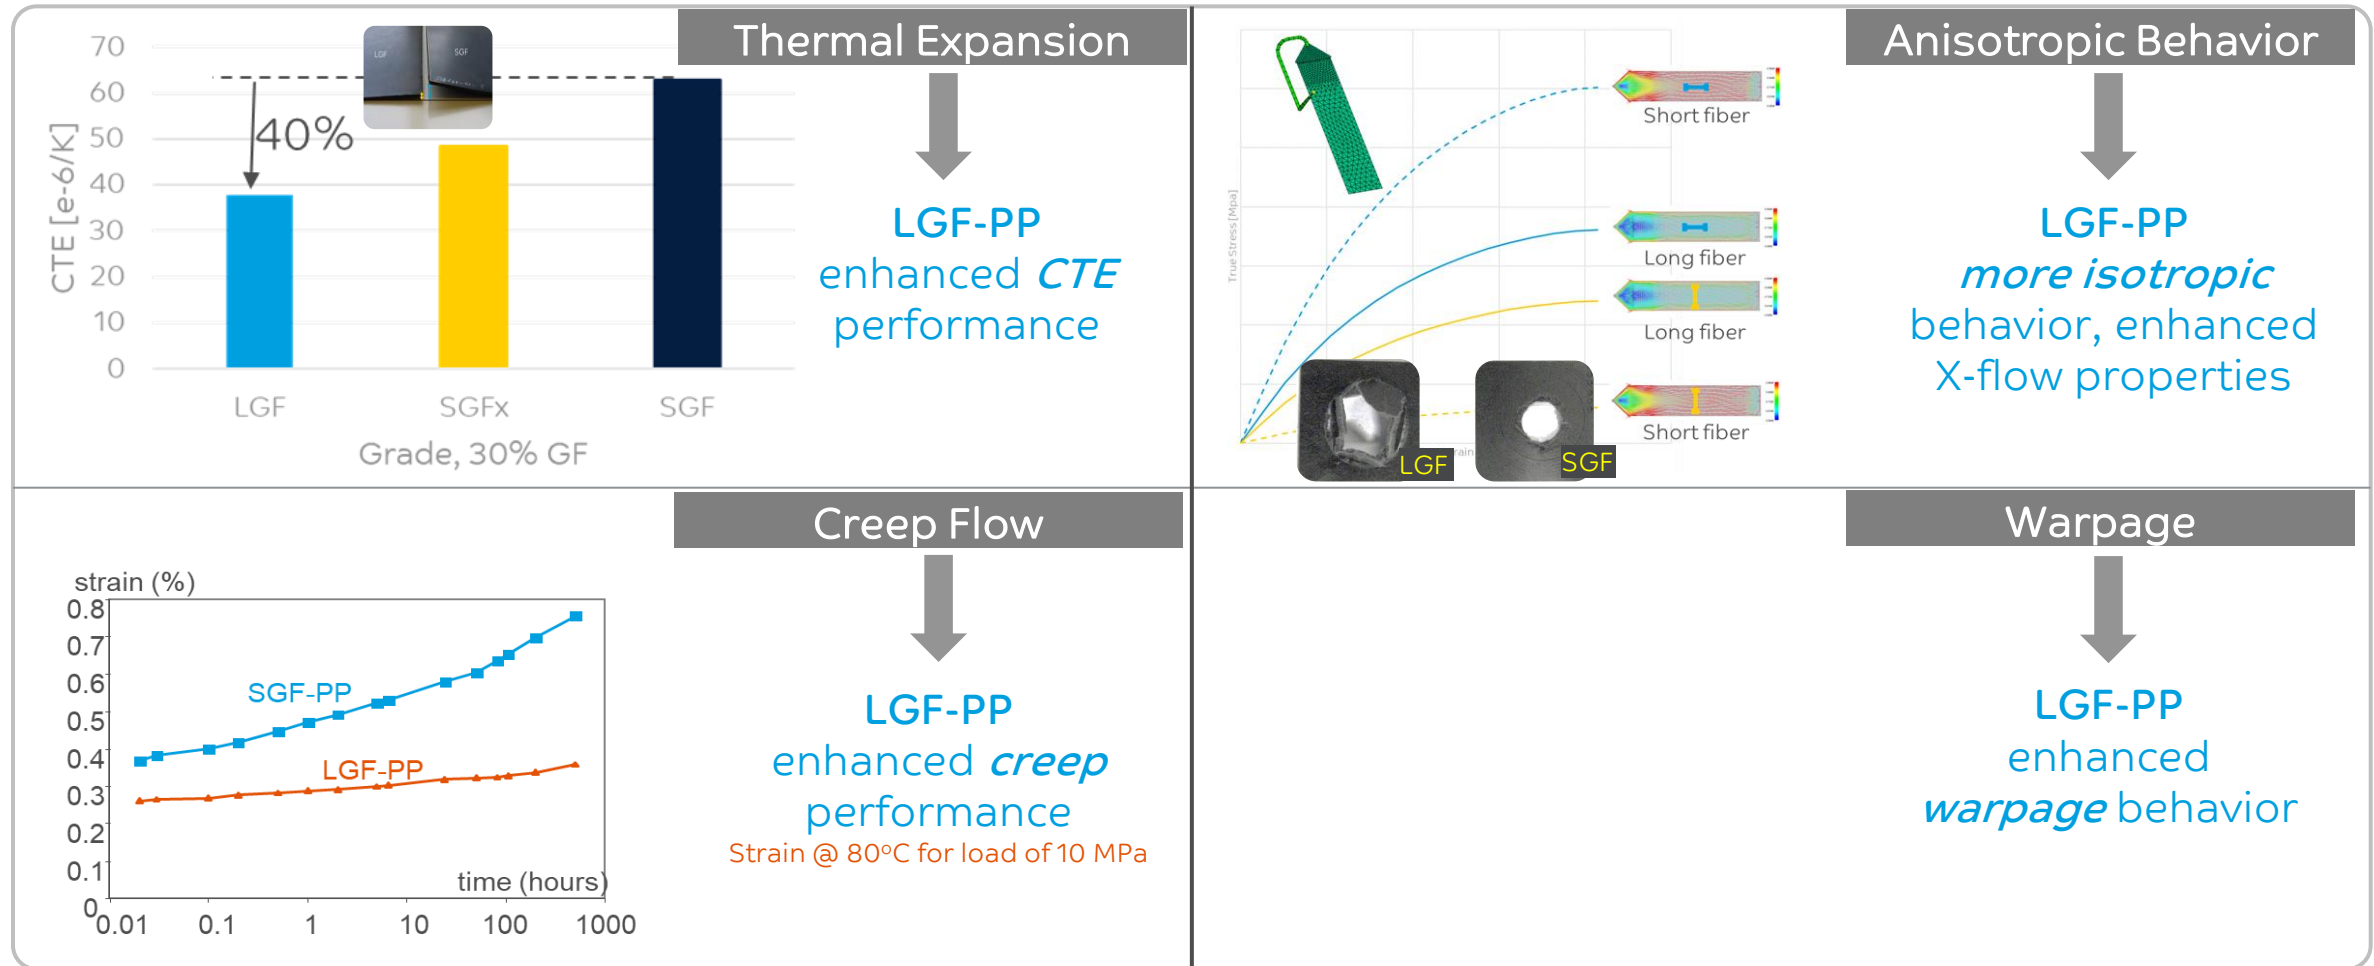 Thermal Expansion
70
60
50
40
30
20
10
0
CTE [e-6/K]
40%
LGF
SGF
LGF
SGFx
SGF
Grade, 30% GF
LGF-PP
enhanced CTE
performance
Anisotropic Behavior
True Stress [Mpa]
Short fiber
Long fiber
Long fiber
Short fiber
LGF
rain
SGF
LGF-PP
more isotropic
behavior, enhanced
X-flow properties
Creep Flow
strain (%)
0.8
0.7
0.6
0.5
0.4
0.3
0.2
0.1
0
SGF-PP
LGF-PP
time (hours)
0.01
0.1
1
10
100
1000
LGF-PP
enhanced creep
performance
Strain @ 80ºC for load of 10 MPa
Warpage
LGF-PP
enhanced
warpage behavior